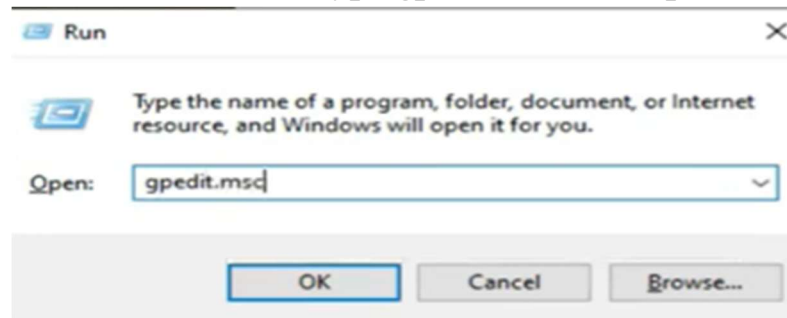 Run
Type the name of a program, folder, document, or Internet
resource, and Windows will open it for you.
Open: gpedit.msc
OK Cancel Browse...